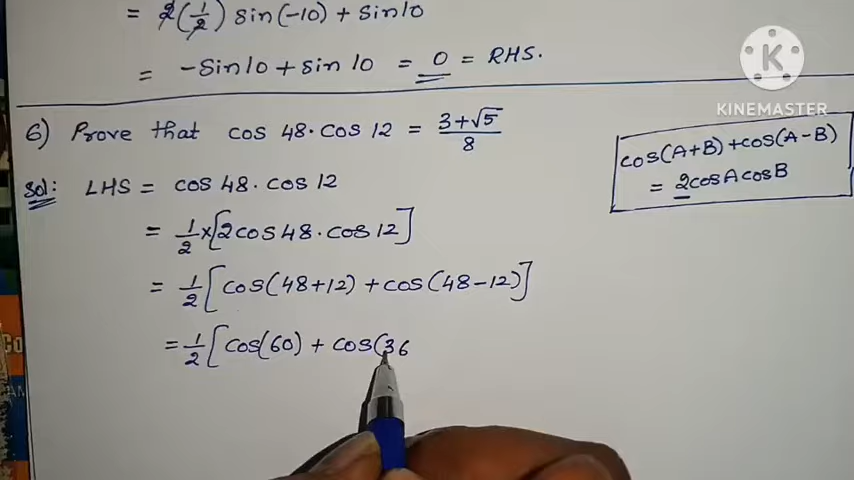 = 2(1/2) sin(-10) + sin10
= -sin10 + sin 10 = 0 = RHS.
KINEMASTER
6) Prove that cos 48·cos 12 = (3+√5)/8
cos(A+B)+cos(A-B)
= 2cosAcosB
Sol: LHS = cos 48· cos 12
= 1/2 ×[2cos 48· cos 12]
= 1/2 [cos(48+12) + cos(48-12)]
= 1/2 [cos(60) + cos(36